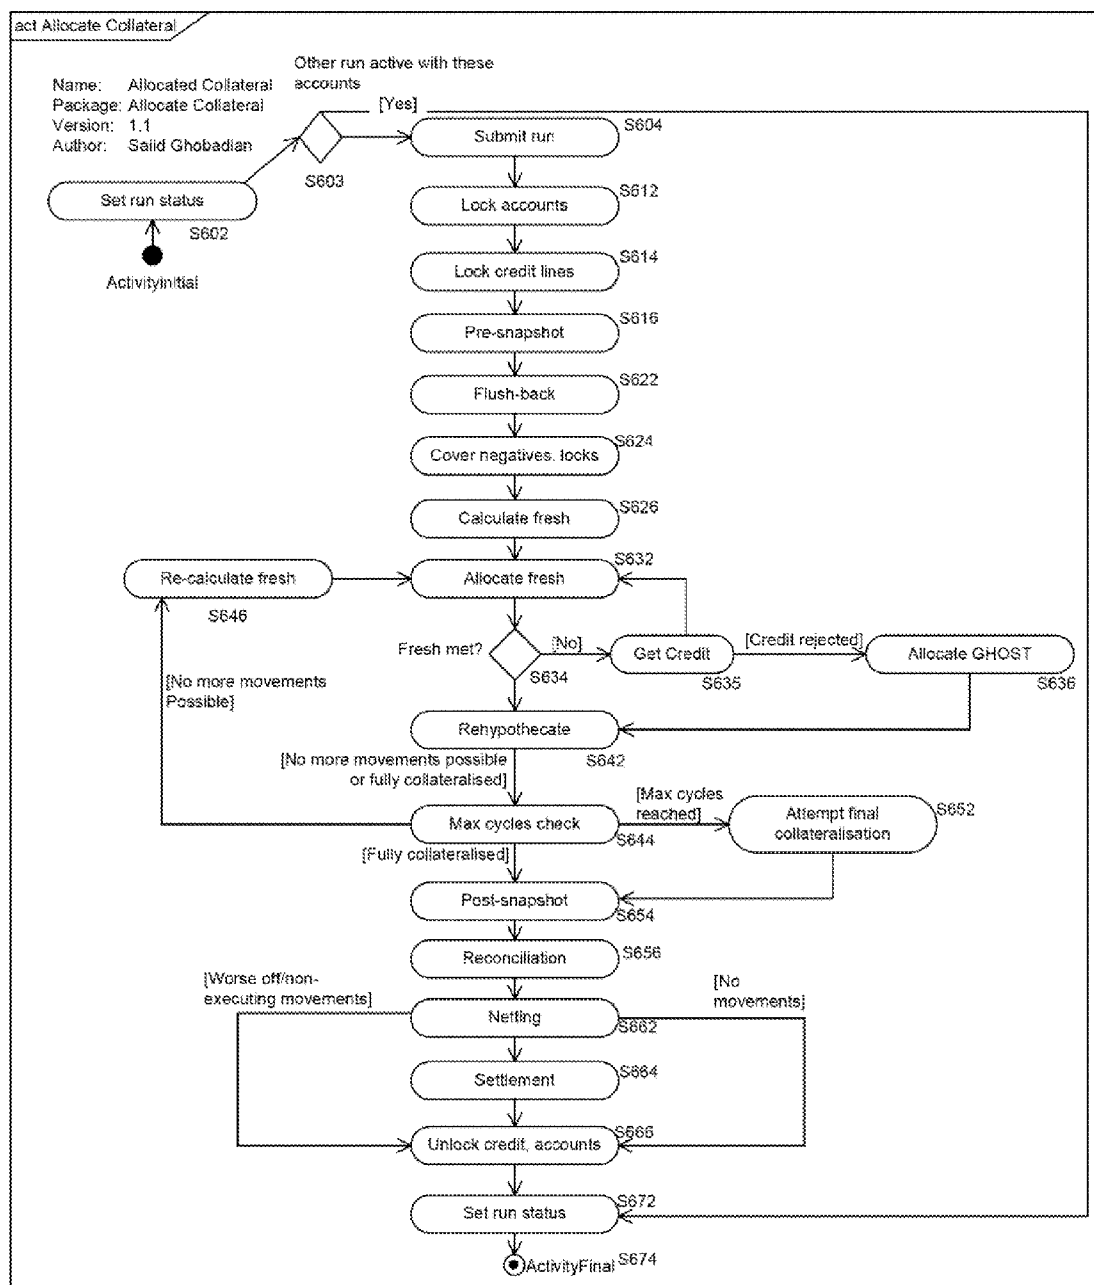 act Allocate Collateral
Name: Allocated Collateral
Package: Allocate Collateral
Version: 1.1
Author: Saiid Ghobadian
Other run active with these
accounts
[Yes]
Submit run
S604
S603
Set run status
S602
ActivityInitial
Lock accounts
S612
Lock credit lines
S614
Pre-snapshot
S616
Flush-back
S622
Cover negatives, locks
S624
Calculate fresh
S626
Re-calculate fresh
S646
Allocate fresh
S632
Fresh met?
S634
[No]
Get Credit
S635
[Credit rejected]
Allocate GHOST
S636
[No more movements
Possible]
Rehypothecate
S642
[No more movements possible
or fully collateralised]
Max cycles check
S644
[Max cycles
reached]
Attempt final
collateralisation
S652
[Fully collateralised]
Post-snapshot
S654
Reconciliation
S656
[Worse off/non-
executing movements]
Netting
S662
[No
movements]
Settlement
S664
Unlock credit, accounts
S666
Set run status
S672
ActivityFinal
S674